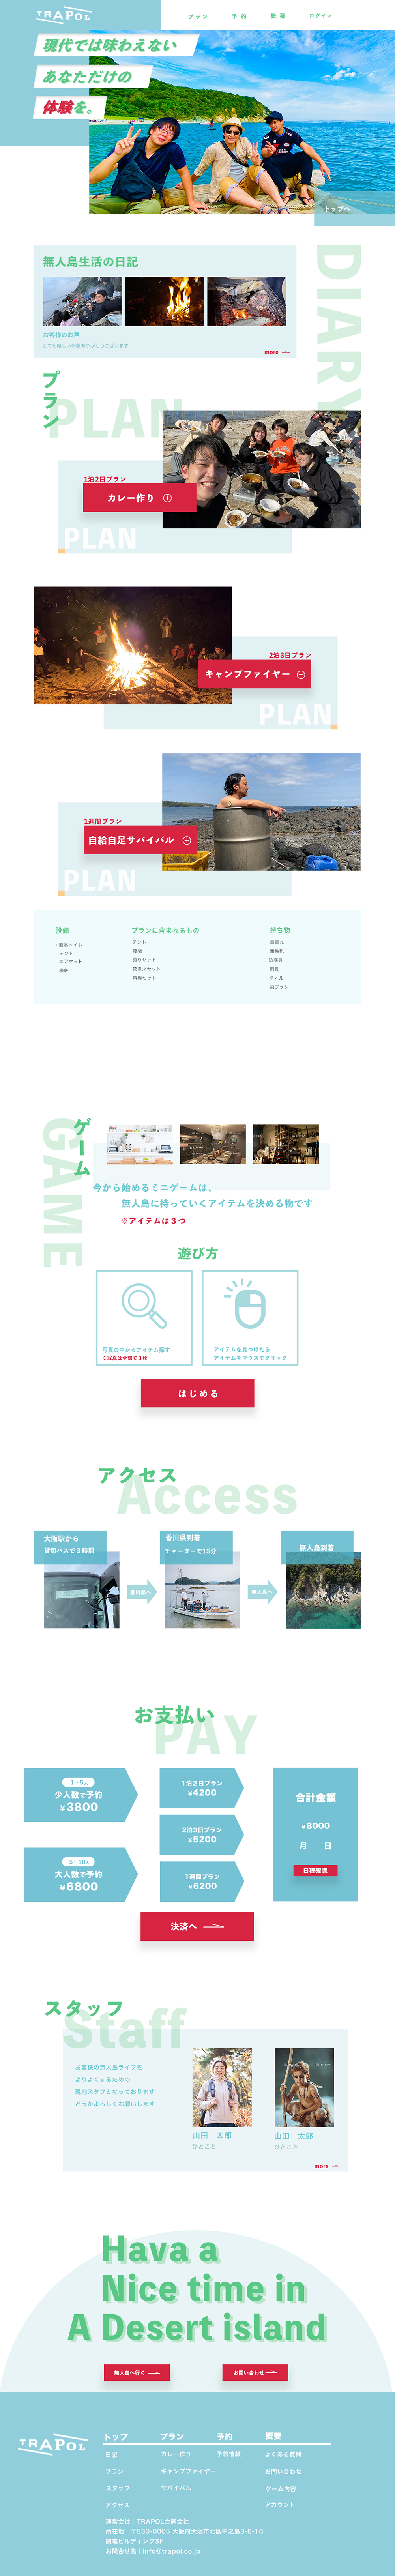 TRAPOL
プラン
予 約
概 要
ログイン
現代では味わえない
あなただけの
体験を。
トップへ
無人島生活の日記
お客様のお声
とても楽しい体験ありがとうございます
more
DIARY
プラン
PLAN
1泊2日プラン
カレー作り
PLAN
2泊3日プラン
キャンプファイヤー
PLAN
1週間プラン
自給自足サバイバル
PLAN
設備
・簡易トイレ
テント
エアマット
寝袋
プランに含まれるもの
テント
寝袋
釣りセット
焚き火セット
料理セット
持ち物
着替え
運動靴
防寒具
雨具
タオル
歯ブラシ
ゲーム
GAME
今から始めるミニゲームは、
無人島に持っていくアイテムを決める物です
※アイテムは３つ
遊び方
写真の中からアイテム探す
※写真は全部で３枚
アイテムを見つけたら
アイテムをマウスでクリック
はじめる
アクセス
Access
大阪駅から
貸切バスで３時間
香川県へ
香川県到着
チャーターで15分
無人島へ
無人島到着
お支払い
PAY
1〜5人
少人数で予約
¥3800
5〜10人
大人数で予約
¥6800
1泊２日プラン
¥4200
2泊3日プラン
¥5200
1週間プラン
¥6200
合計金額
¥8000
月 日
日程確認
決済へ
スタッフ
Staff
お客様の無人島ライフを
よりよくするための
現地ステフとなっております
どうかよろしくお願いします
山田 太郎
ひとこと
山田 太郎
ひとこと
more
Hava a
Nice time in
A Desert island
無人島へ行く
お問い合わせ
TRAPOL
トップ
日記
プラン
スタッフ
アクセス
プラン
カレー作り
キャンプファイヤー
サバイバル
予約
予約情報
概要
よくある質問
お問い合わせ
ゲーム内容
アカウント
運営会社：TRAPOL合同会社
所在地：〒530-0005 大阪府大阪市北区中之島3-6-16
関電ビルディング3F
お問合せ先：info@trapol.co.jp